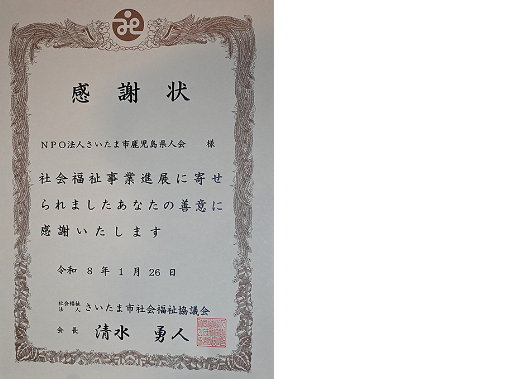 感謝状
NPO法人さいたま市鹿児島県人会 様
社会福祉事業進展に寄せ
られましたあなたの善意に
感謝いたします
令和 8 年 1 月 26 日
社会福祉法人 さいたま市社会福祉協議会
会長 清水 勇人